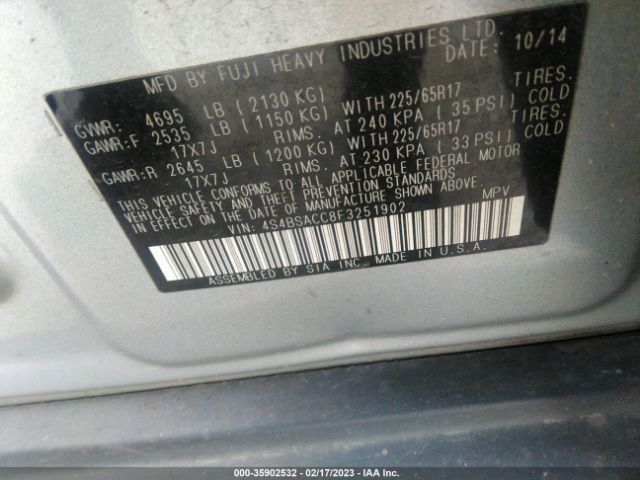 MFD BY FUJI HEAVY INDUSTRIES LTD.
DATE: 10/14
GVWR: 4695 LB (2130 KG)
GAWR:F 2535 LB (1150 KG) WITH 225/65R17 TIRES.
17X7J RIMS. AT 240 KPA (35 PSI) COLD
GAWR:R 2645 LB (1200 KG) WITH 225/65R17 TIRES.
17X7J RIMS. AT 230 KPA (33 PSI) COLD.
THIS VEHICLE CONFORMS TO ALL APPLICABLE FEDERAL MOTOR
VEHICLE SAFETY AND THEFT PREVENTION STANDARDS
IN EFFECT ON THE DATE OF MANUFACTURE SHOWN ABOVE.
VIN: 4S4BSACC8F3251902 MPV
ASSEMBLED BY SIA INC. MADE IN U.S.A.
000-35902532 - 02/17/2023 - IAA Inc.